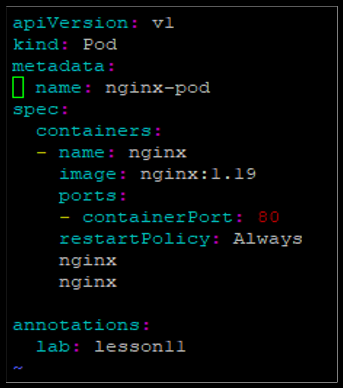 apiVersion: v1
kind: Pod
metadata:
  name: nginx-pod
spec:
  containers:
  - name: nginx
    image: nginx:1.19
    ports:
    - containerPort: 80
    restartPolicy: Always
    nginx
    nginx

annotations:
  lab: lesson11
~